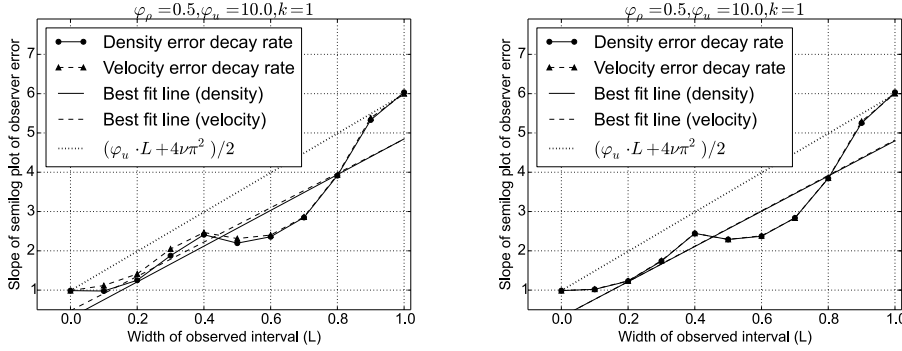 φρ=0.5,φu=10.0,k=1
Slope of semilog plot of observer error
7
6
5
4
3
2
1
Density error decay rate
Velocity error decay rate
Best fit line (density)
Best fit line (velocity)
(φu ·L+4νπ²)/2
0.0 0.2 0.4 0.6 0.8 1.0
Width of observed interval (L)
φρ=0.5,φu=10.0,k=1
Slope of semilog plot of observer error
7
6
5
4
3
2
1
Density error decay rate
Velocity error decay rate
Best fit line (density)
Best fit line (velocity)
(φu ·L+4νπ²)/2
0.0 0.2 0.4 0.6 0.8 1.0
Width of observed interval (L)